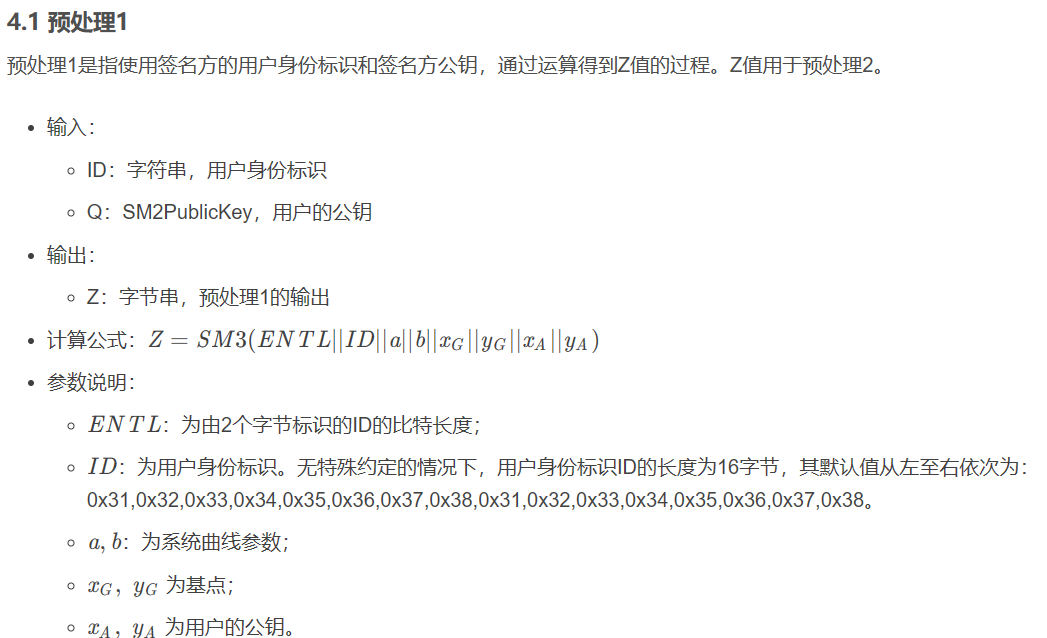 4.1 预处理1
预处理1是指使用签名方的用户身份标识和签名方公钥，通过运算得到Z值的过程。Z值用于预处理2。
• 输入：
◦ ID：字符串，用户身份标识
◦ Q：SM2PublicKey，用户的公钥
• 输出：
◦ Z：字节串，预处理1的输出
• 计算公式：Z = SM3(ENTL||ID||a||b||x_G||y_G||x_A||y_A)
• 参数说明：
◦ ENTL：为由2个字节标识的ID的比特长度；
◦ ID：为用户身份标识。无特殊约定的情况下，用户身份标识ID的长度为16字节，其默认值从左至右依次为：
0x31,0x32,0x33,0x34,0x35,0x36,0x37,0x38,0x31,0x32,0x33,0x34,0x35,0x36,0x37,0x38。
◦ a, b：为系统曲线参数；
◦ x_G, y_G 为基点；
◦ x_A, y_A 为用户的公钥。